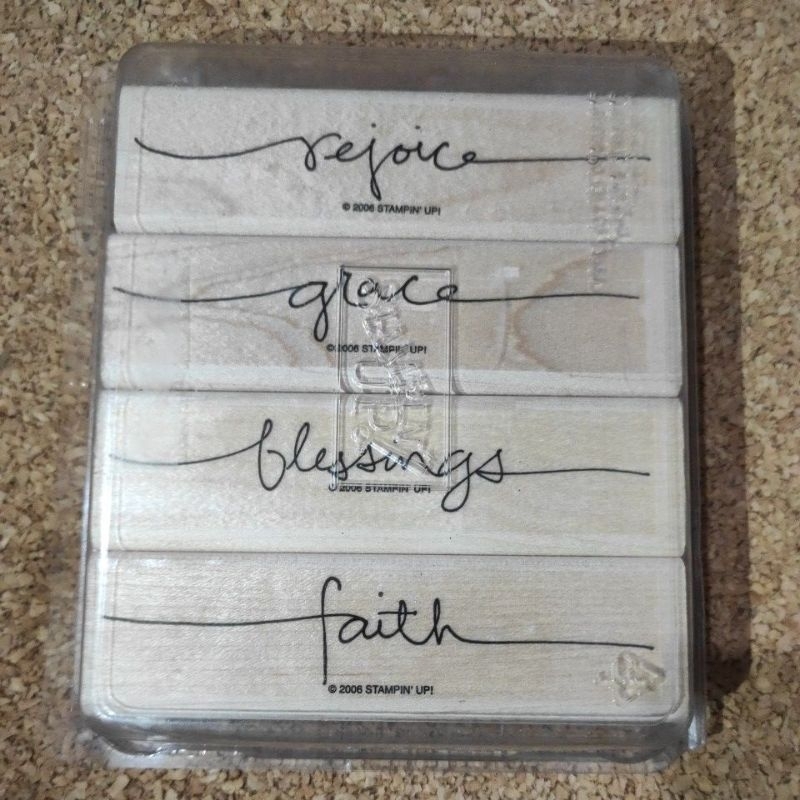 rejoice
© 2006 STAMPIN' UP!
grace
© 2006 STAMPIN' UP!
blessings
© 2006 STAMPIN' UP!
faith
© 2006 STAMPIN' UP!